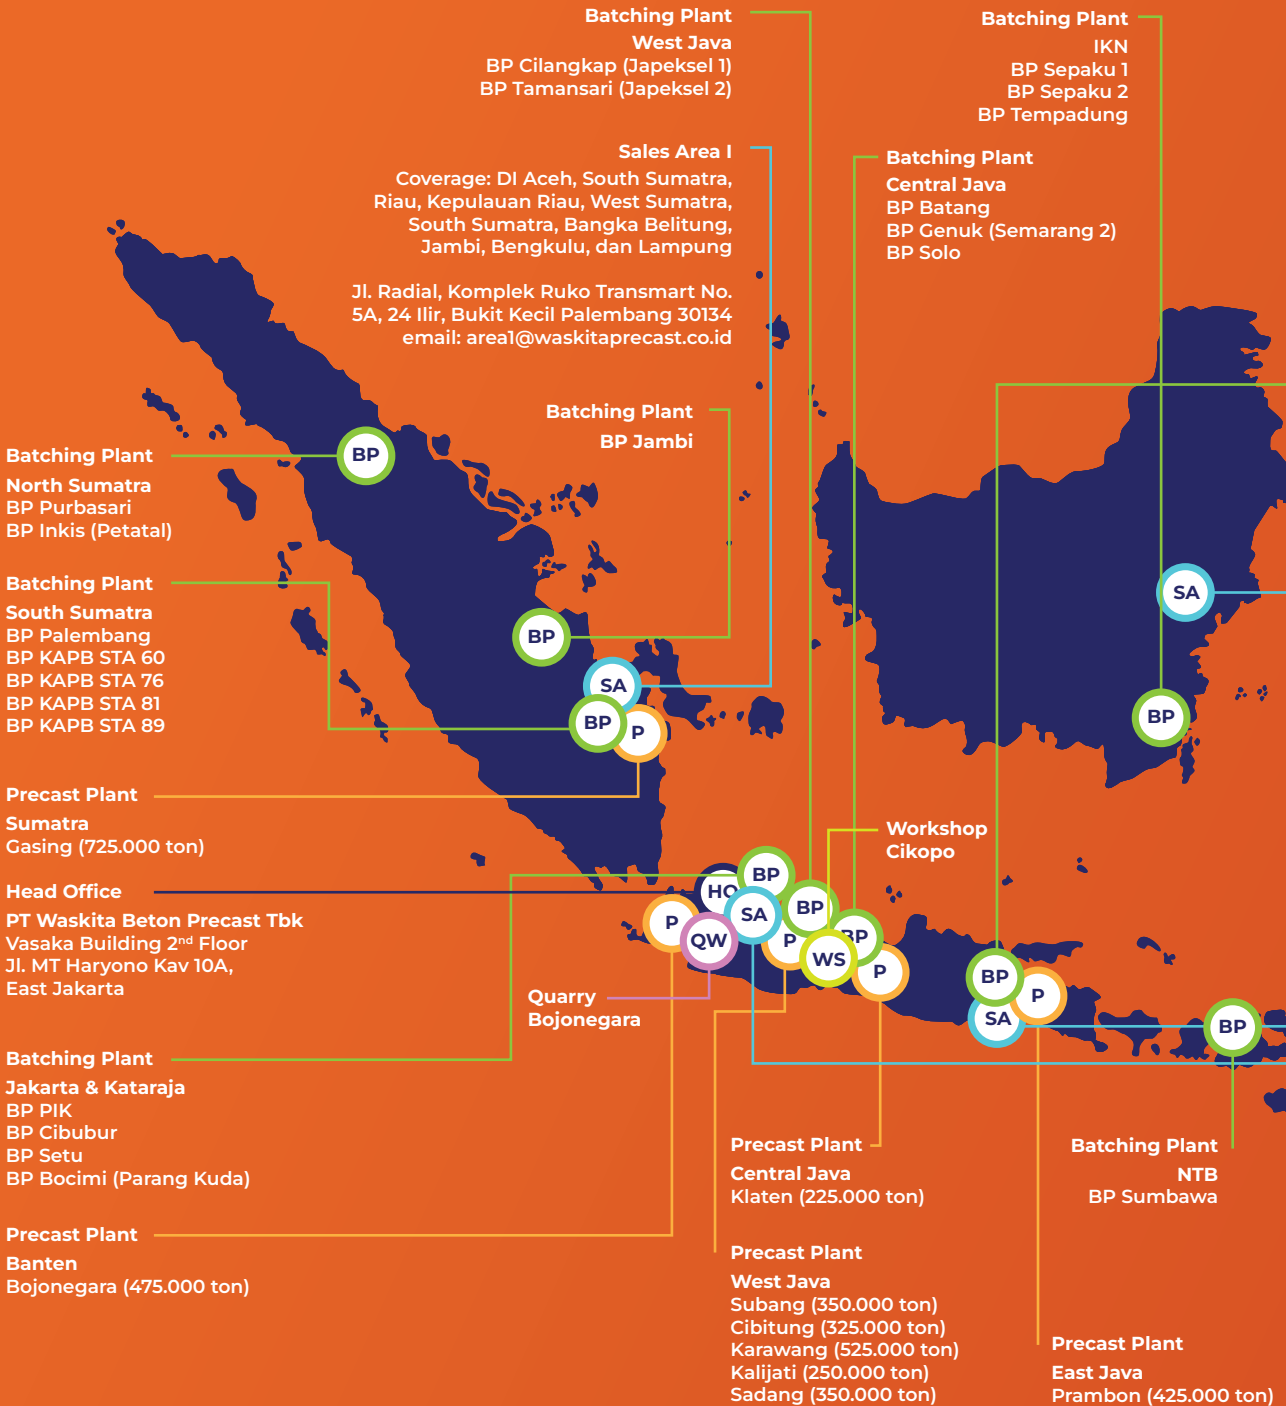 Batching Plant
West Java
BP Cilangkap (Japeksel 1)
BP Tamansari (Japeksel 2)
Batching Plant
IKN
BP Sepaku 1
BP Sepaku 2
BP Tempadung
Sales Area I
Coverage: DI Aceh, South Sumatra,
Riau, Kepulauan Riau, West Sumatra,
South Sumatra, Bangka Belitung,
Jambi, Bengkulu, dan Lampung
Jl. Radial, Komplek Ruko Transmart No.
5A, 24 Ilir, Bukit Kecil Palembang 30134
email: area1@waskitaprecast.co.id
Batching Plant
Central Java
BP Batang
BP Genuk (Semarang 2)
BP Solo
Batching Plant
BP Jambi
Batching Plant
North Sumatra
BP Purbasari
BP Inkis (Petatal)
BP
Batching Plant
South Sumatra
BP Palembang
BP KAPB STA 60
BP KAPB STA 76
BP KAPB STA 81
BP KAPB STA 89
SA
BP
SA
BP
P
BP
Precast Plant
Sumatra
Gasing (725.000 ton)
Workshop
Cikopo
Head Office
PT Waskita Beton Precast Tbk
Vasaka Building 2nd Floor
Jl. MT Haryono Kav 10A,
East Jakarta
HO
BP
P
QW
SA
P
BP
WS
BP
P
BP
P
SA
BP
Quarry
Bojonegara
Batching Plant
Jakarta & Kataraja
BP PIK
BP Cibubur
BP Setu
BP Bocimi (Parang Kuda)
Precast Plant
Central Java
Klaten (225.000 ton)
Batching Plant
NTB
BP Sumbawa
Precast Plant
Banten
Bojonegara (475.000 ton)
Precast Plant
West Java
Subang (350.000 ton)
Cibitung (325.000 ton)
Karawang (525.000 ton)
Kalijati (250.000 ton)
Sadang (350.000 ton)
Precast Plant
East Java
Prambon (425.000 ton)